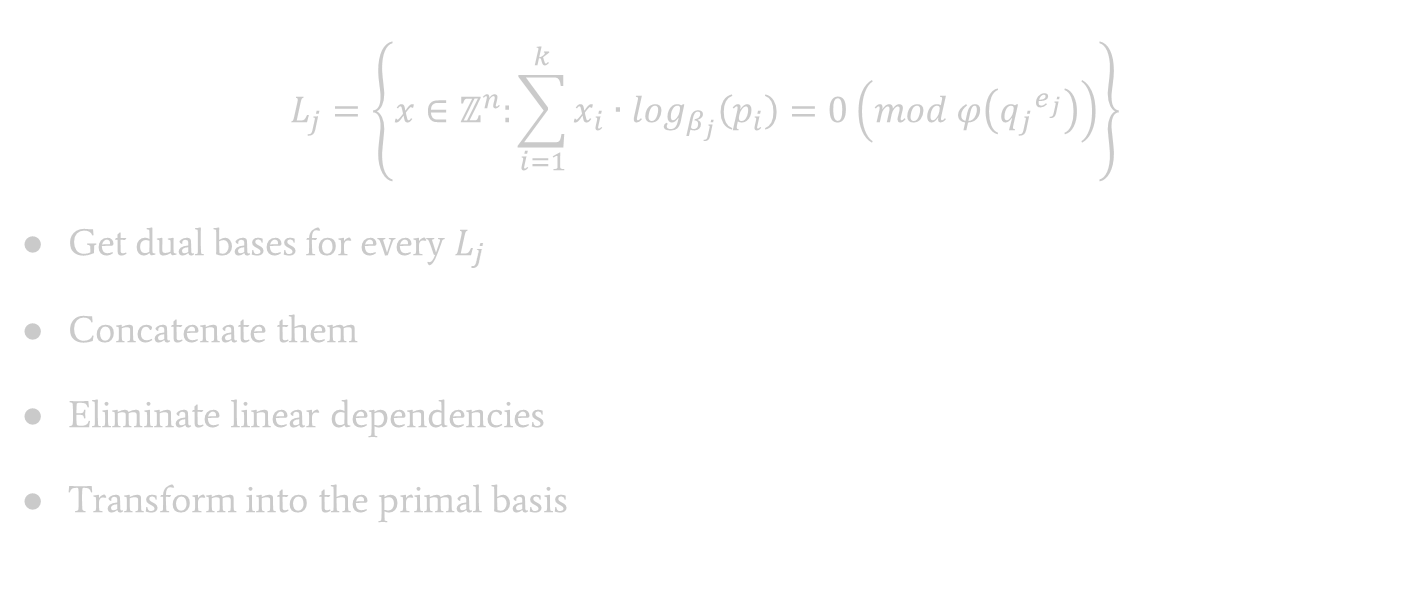 L_j = { x ∈ ℤ^n: ∑_{i=1}^{k} x_i · log_{β_j}(p_i) = 0 (mod φ(q_j^{e_j})) }
● Get dual bases for every L_j
● Concatenate them
● Eliminate linear dependencies
● Transform into the primal basis